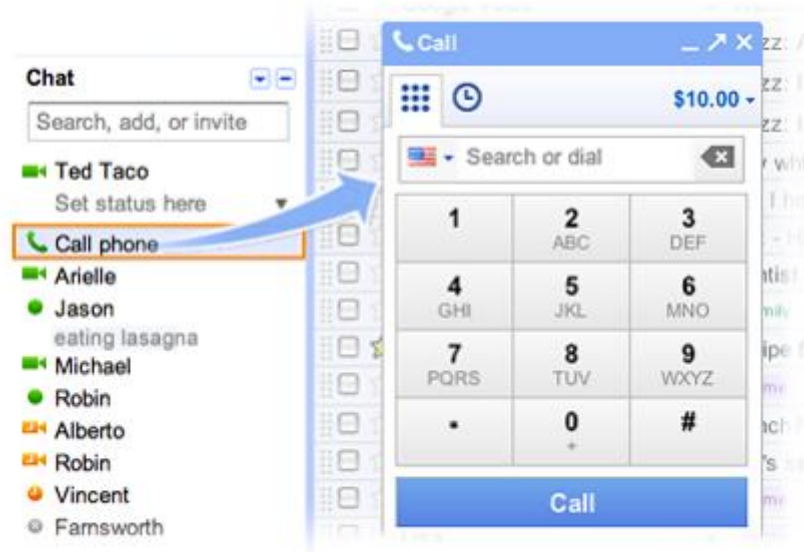 Chat
Search, add, or invite
Ted Taco
Set status here
Call phone
Arielle
Jason
eating lasagna
Michael
Robin
Alberto
Robin
Vincent
Farnsworth
Call
$10.00
Search or dial
1
2
ABC
3
DEF
4
GHI
5
JKL
6
MNO
7
PQRS
8
TUV
9
WXYZ
0
+
#
Call